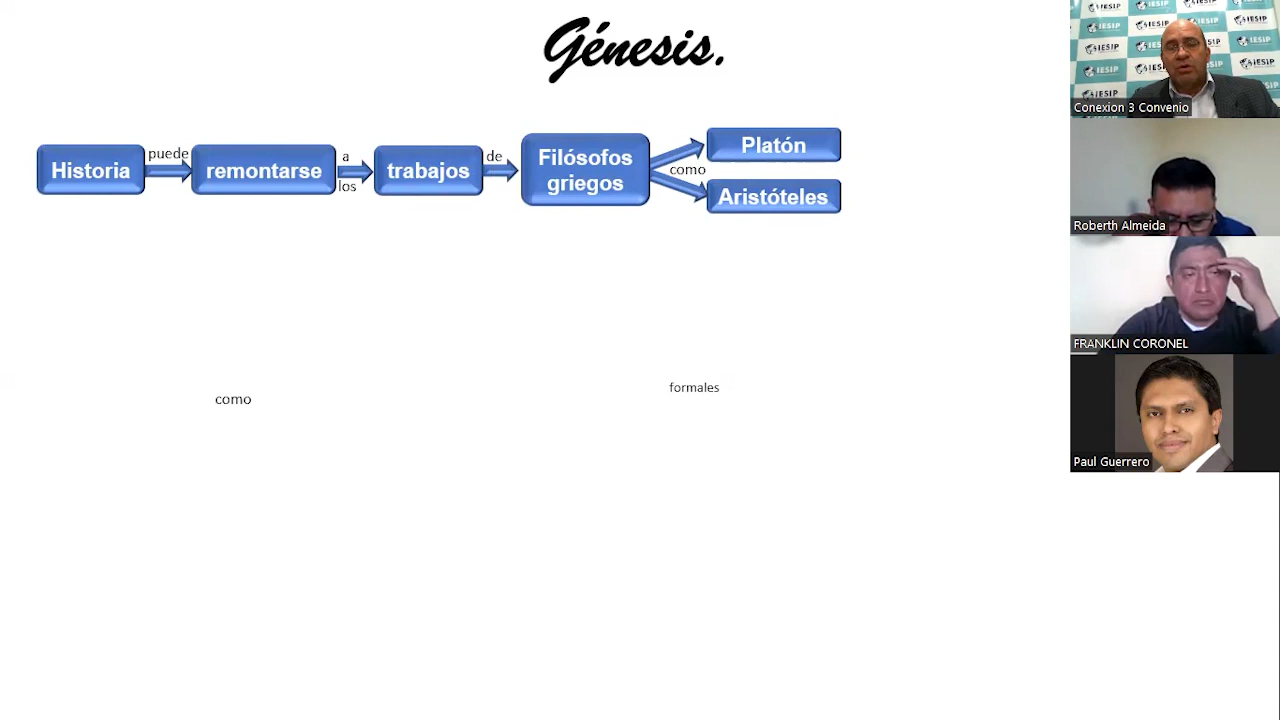 Génesis.
Historia
puede
remontarse
a
los
trabajos
de
Filósofos
griegos
como
Platón
Aristóteles
como
formales
IESIP
Conexion 3 Convenio
Roberth Almeida
FRANKLIN CORONEL
Paul Guerrero